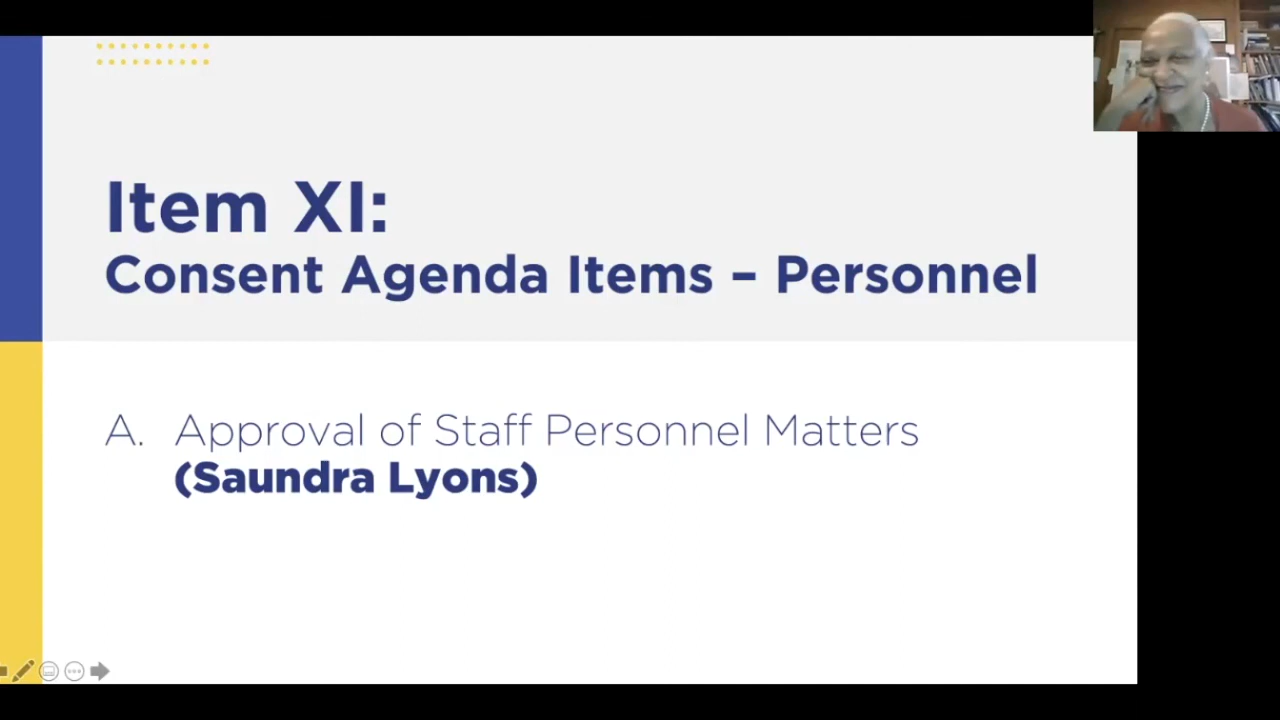 Item XI:
Consent Agenda Items – Personnel
A. Approval of Staff Personnel Matters
(Saundra Lyons)